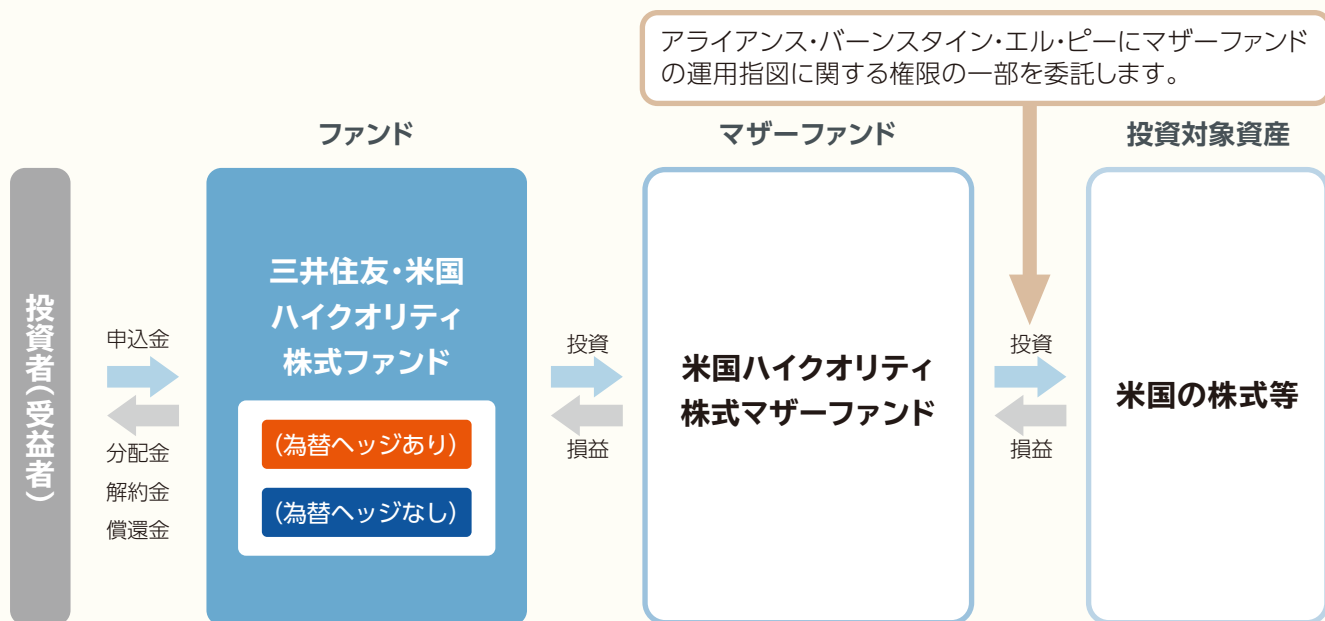 アライアンス・バーンスタイン・エル・ピーにマザーファンド
の運用指図に関する権限の一部を委託します。
ファンド
マザーファンド
投資対象資産
投資者(受益者)
申込金
分配金
解約金
償還金
三井住友・米国
ハイクオリティ
株式ファンド
(為替ヘッジあり)
(為替ヘッジなし)
投資
損益
米国ハイクオリティ
株式マザーファンド
投資
損益
米国の株式等